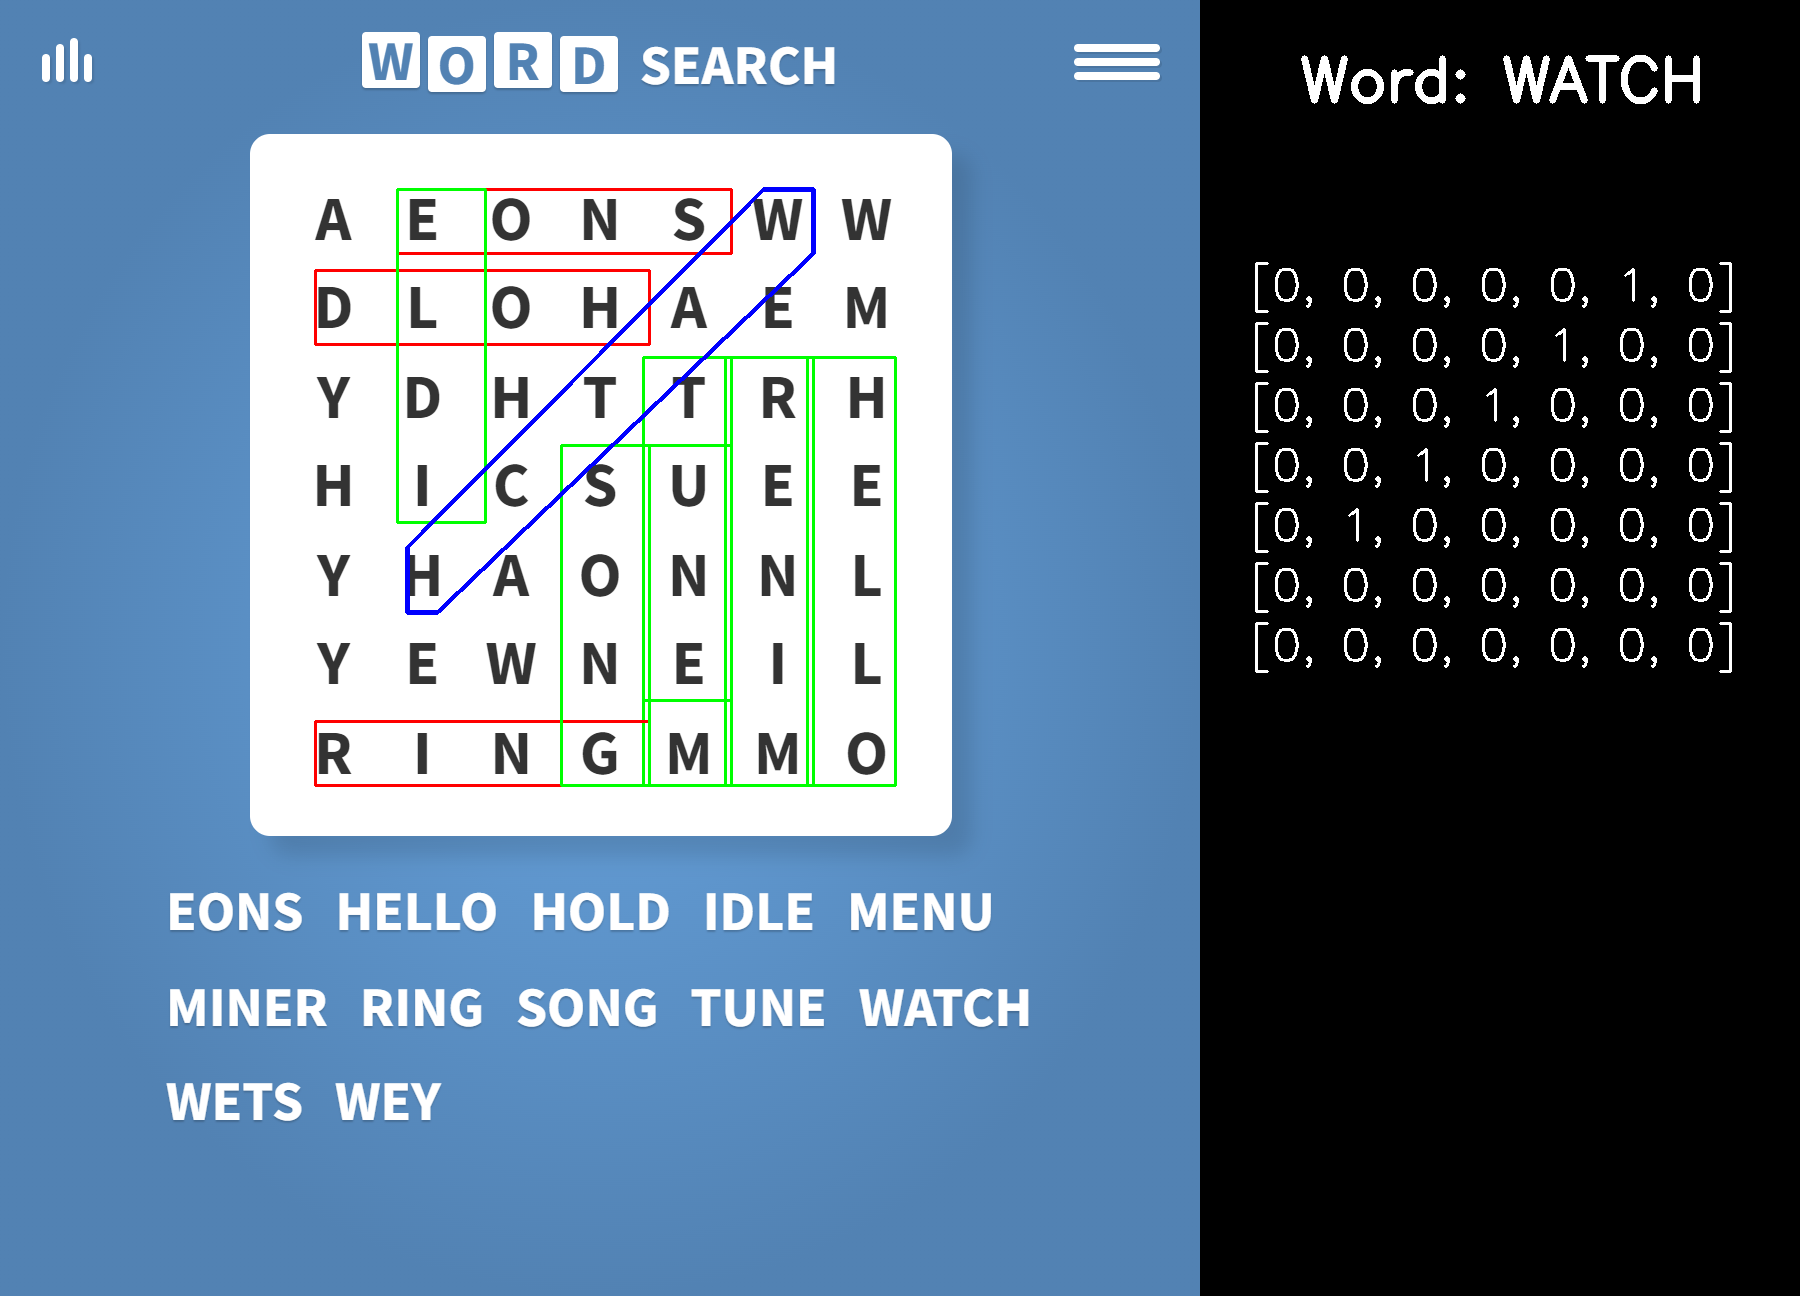 WORD SEARCH
A E O N S W W
D L O H A E M
Y D H T T R H
H I C S U E E
Y H A O N N L
Y E W N E I L
R I N G M M O
EONS HELLO HOLD IDLE MENU
MINER RING SONG TUNE WATCH
WETS WEY
Word: WATCH
[0, 0, 0, 0, 0, 1, 0]
[0, 0, 0, 0, 1, 0, 0]
[0, 0, 0, 1, 0, 0, 0]
[0, 0, 1, 0, 0, 0, 0]
[0, 1, 0, 0, 0, 0, 0]
[0, 0, 0, 0, 0, 0, 0]
[0, 0, 0, 0, 0, 0, 0]